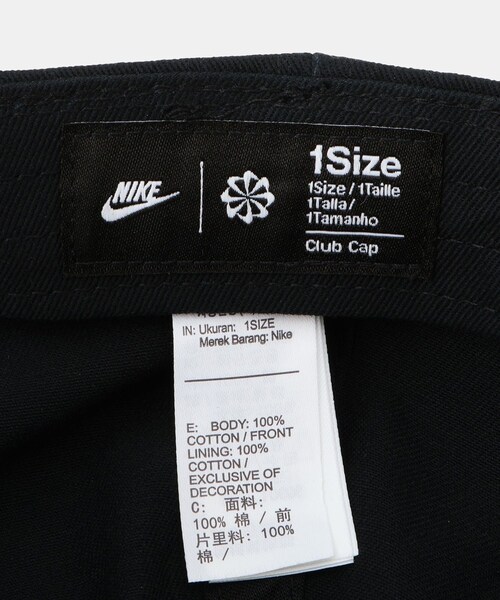 NIKE
1Size
1Size / 1Taille
1Talla /
1Tamanho
Club Cap
IN: Ukuran: 1SIZE
Merek Barang: Nike
E: BODY: 100%
COTTON / FRONT
LINING: 100%
COTTON /
EXCLUSIVE OF
DECORATION
C: 面料:
100% 棉 / 前
片里料: 100%
棉 /